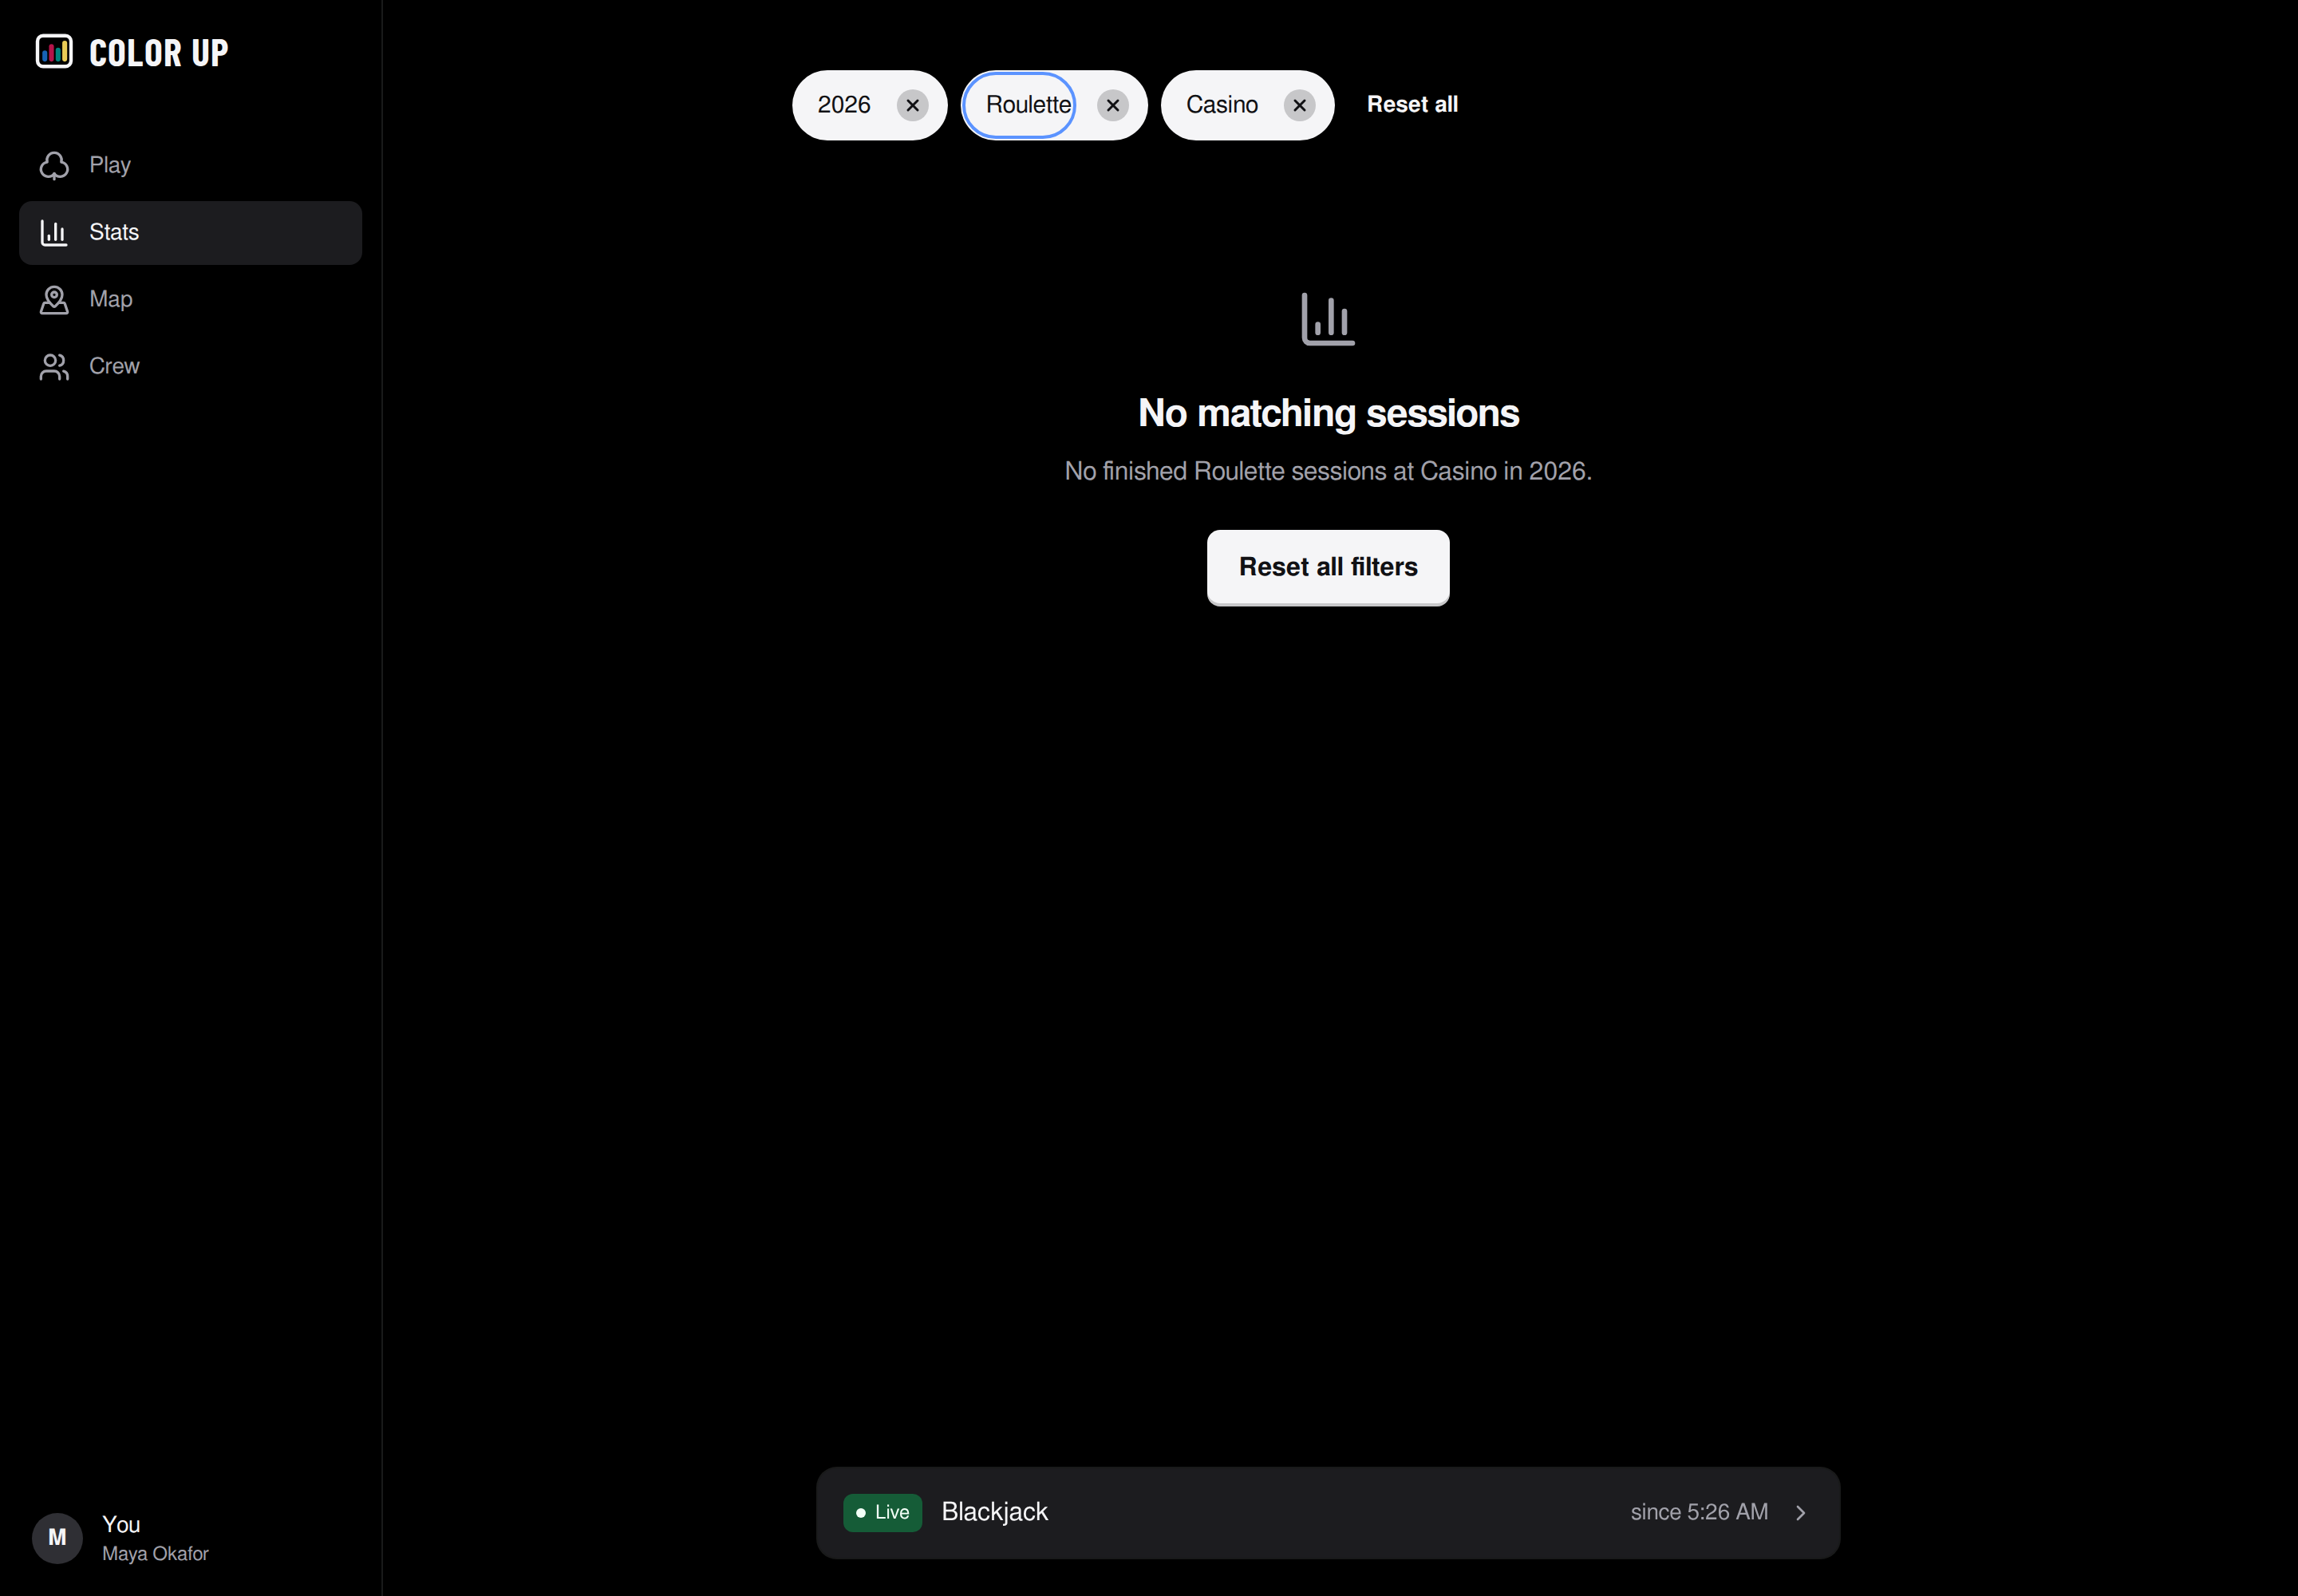 COLOR UP
Play
Stats
Map
Crew
M
You
Maya Okafor
2026
Roulette
Casino
Reset all
No matching sessions
No finished Roulette sessions at Casino in 2026.
Reset all filters
Live
Blackjack
since 5:26 AM